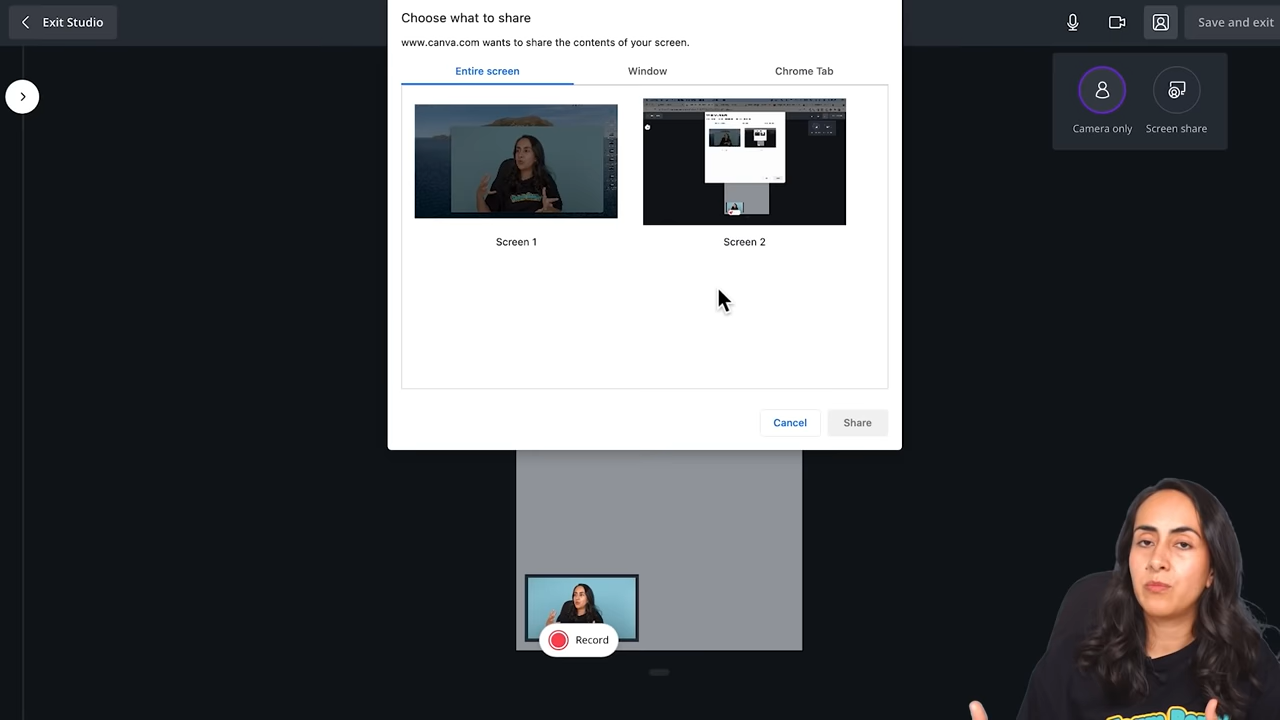 Exit Studio
Save and exit
Choose what to share
www.canva.com wants to share the contents of your screen.
Entire screen
Window
Chrome Tab
Camera only
Screen share
Screen 1
Screen 2
Cancel
Share
Record